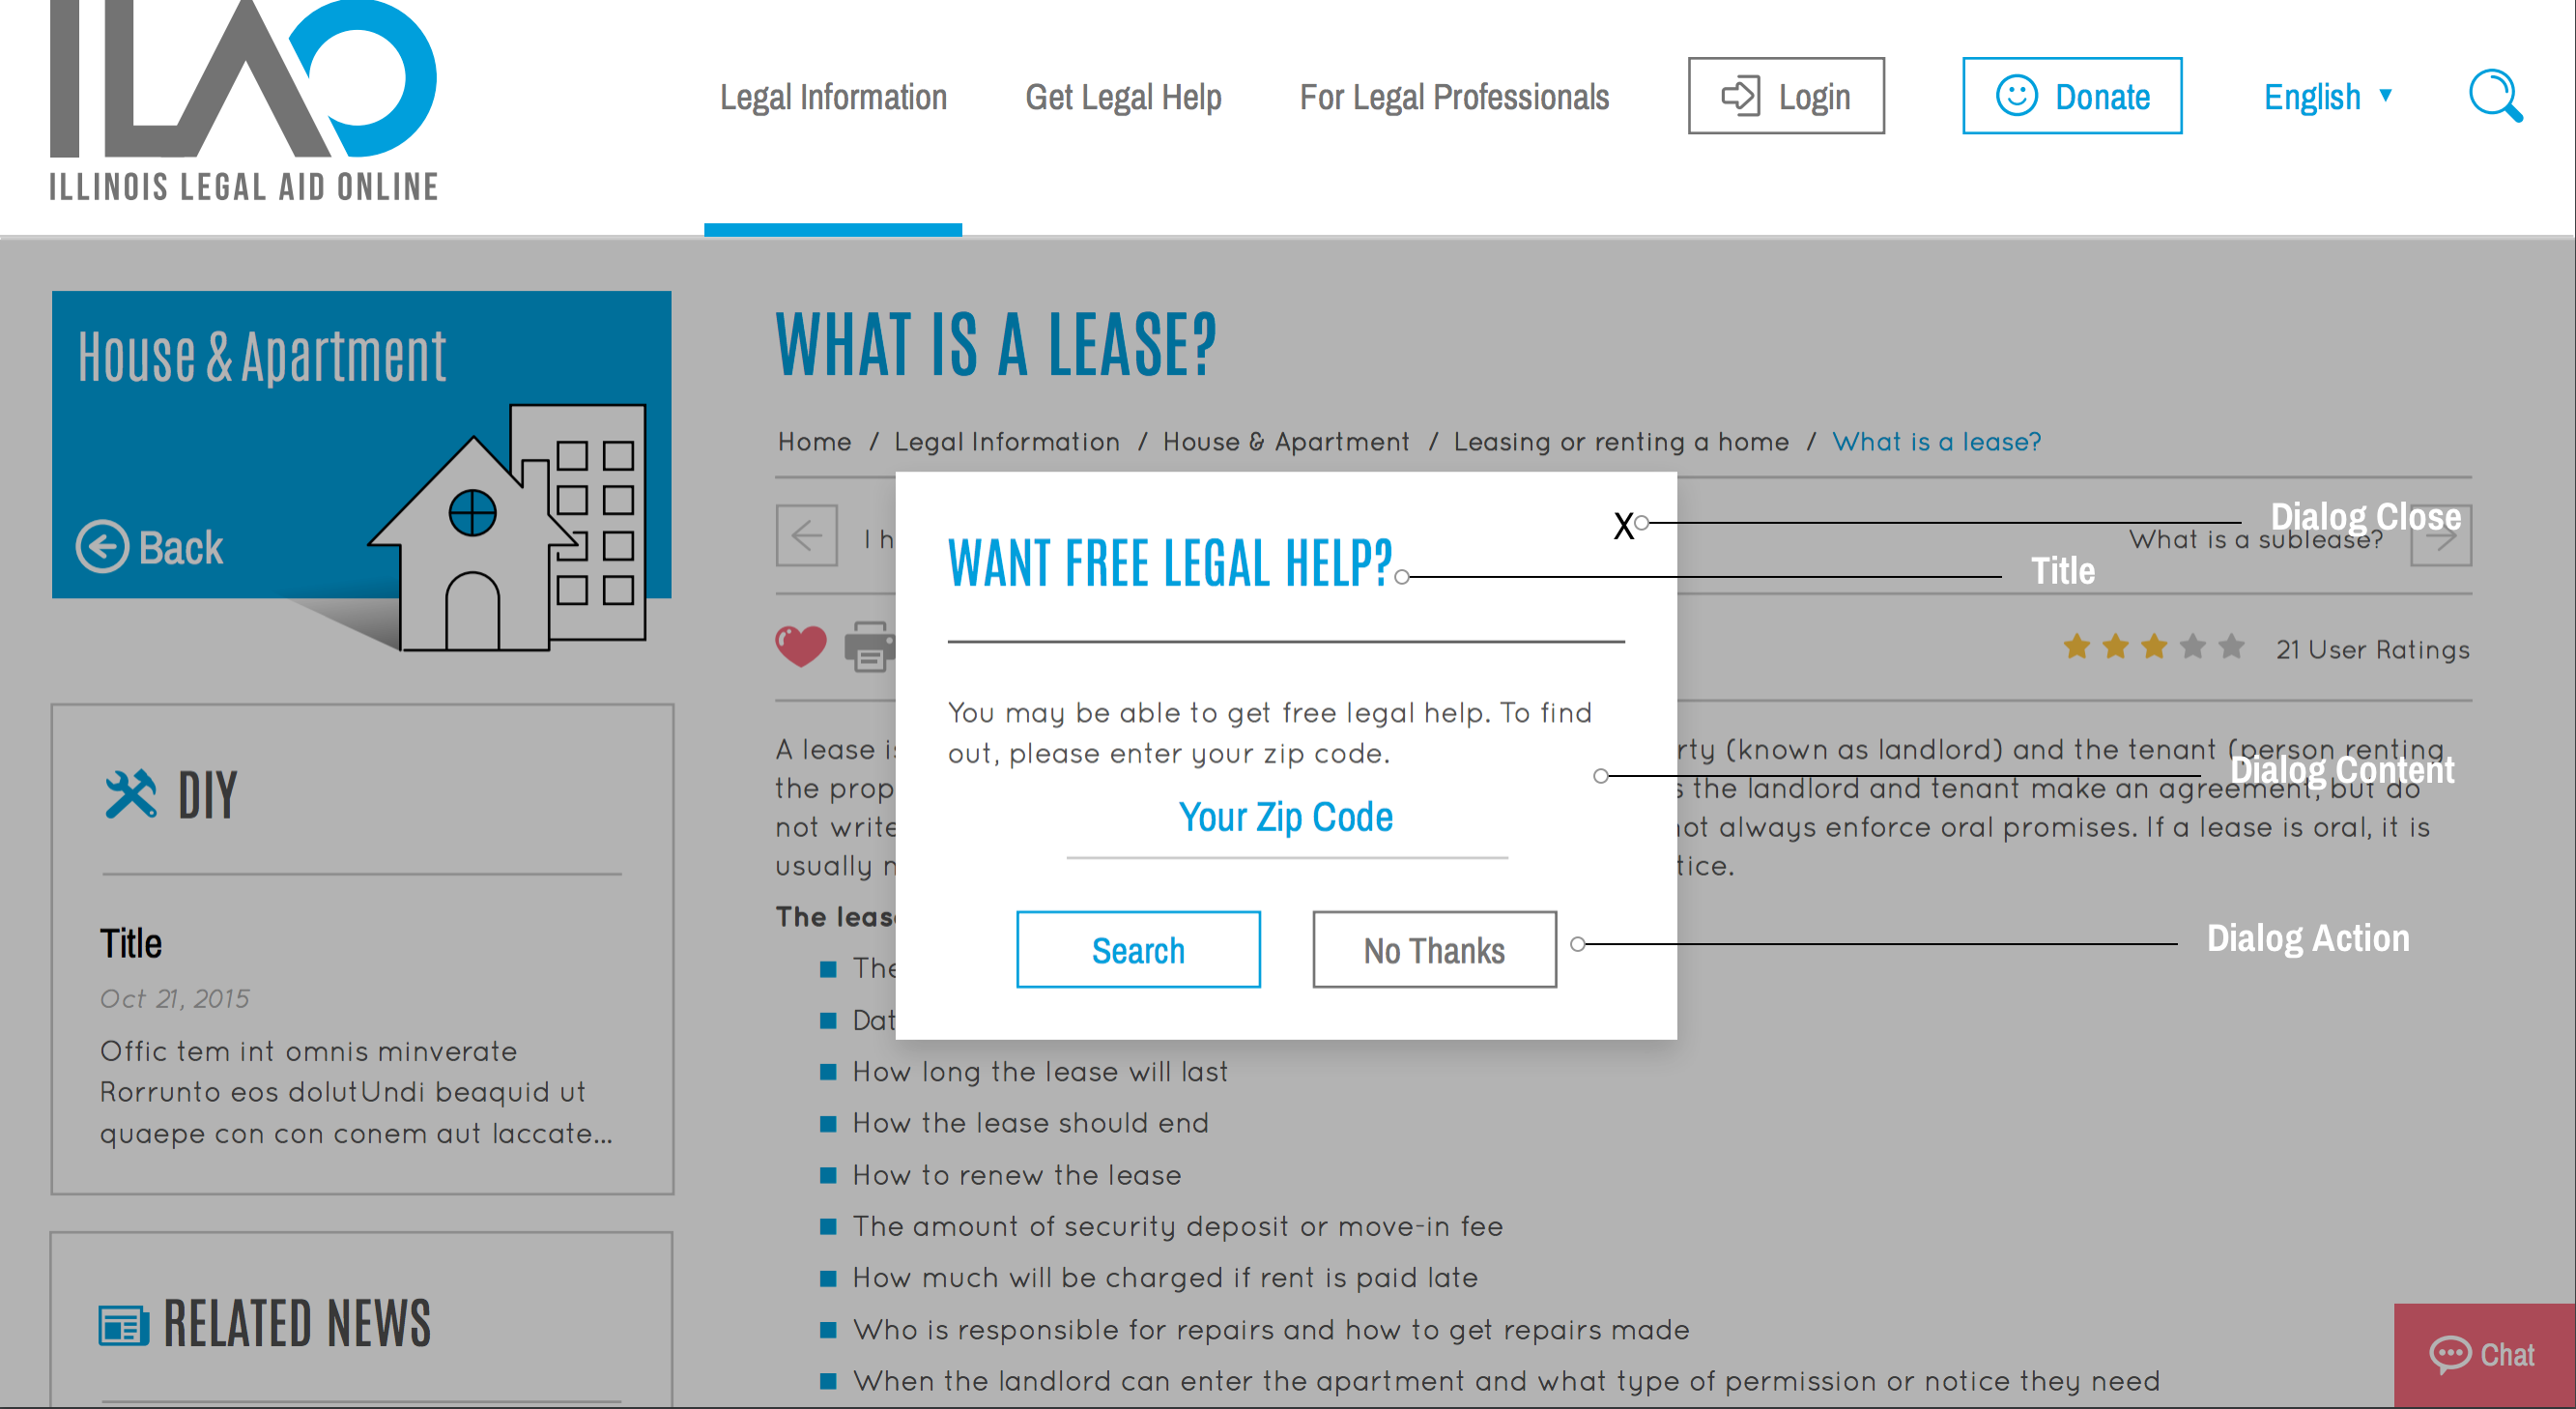 ILAO
ILLINOIS LEGAL AID ONLINE
Legal Information
Get Legal Help
For Legal Professionals
Login
Donate
English ▼
House & Apartment
Back
DIY
Title
Oct 21, 2015
Offic tem int omnis minverate
Rorrunto eos dolutUndi beaquid ut
quaepe con con conem aut laccate...
RELATED NEWS
WHAT IS A LEASE?
Home / Legal Information / House & Apartment / Leasing or renting a home / What is a lease?
I h
What is a sublease?
21 User Ratings
A lease is
rty (known as landlord) and the tenant (person renting
the prop
s the landlord and tenant make an agreement, but do
not write
not always enforce oral promises. If a lease is oral, it is
usually n
tice.
The leas
The
Dat
How long the lease will last
How the lease should end
How to renew the lease
The amount of security deposit or move-in fee
How much will be charged if rent is paid late
Who is responsible for repairs and how to get repairs made
When the landlord can enter the apartment and what type of permission or notice they need
X
WANT FREE LEGAL HELP?
You may be able to get free legal help. To find
out, please enter your zip code.
Your Zip Code
Search
No Thanks
Dialog Close
Title
Dialog Content
Dialog Action
Chat